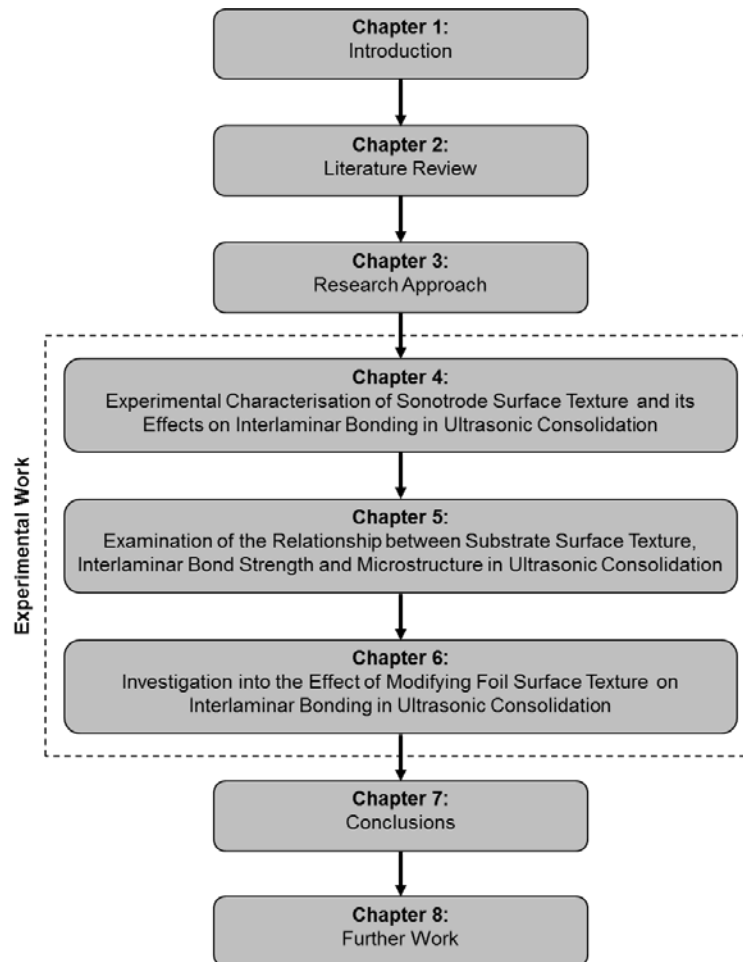 Chapter 1:
Introduction
Chapter 2:
Literature Review
Chapter 3:
Research Approach
Experimental Work
Chapter 4:
Experimental Characterisation of Sonotrode Surface Texture and its
Effects on Interlaminar Bonding in Ultrasonic Consolidation
Chapter 5:
Examination of the Relationship between Substrate Surface Texture,
Interlaminar Bond Strength and Microstructure in Ultrasonic Consolidation
Chapter 6:
Investigation into the Effect of Modifying Foil Surface Texture on
Interlaminar Bonding in Ultrasonic Consolidation
Chapter 7:
Conclusions
Chapter 8:
Further Work